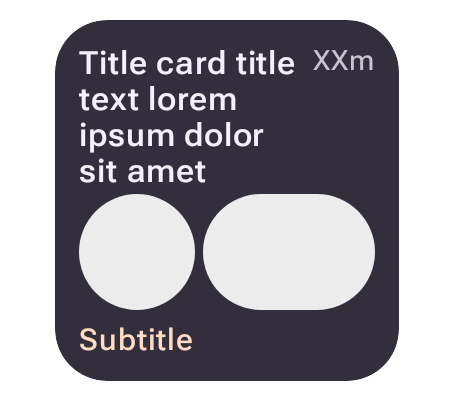 Title card title XXm
text lorem
ipsum dolor
sit amet
Subtitle